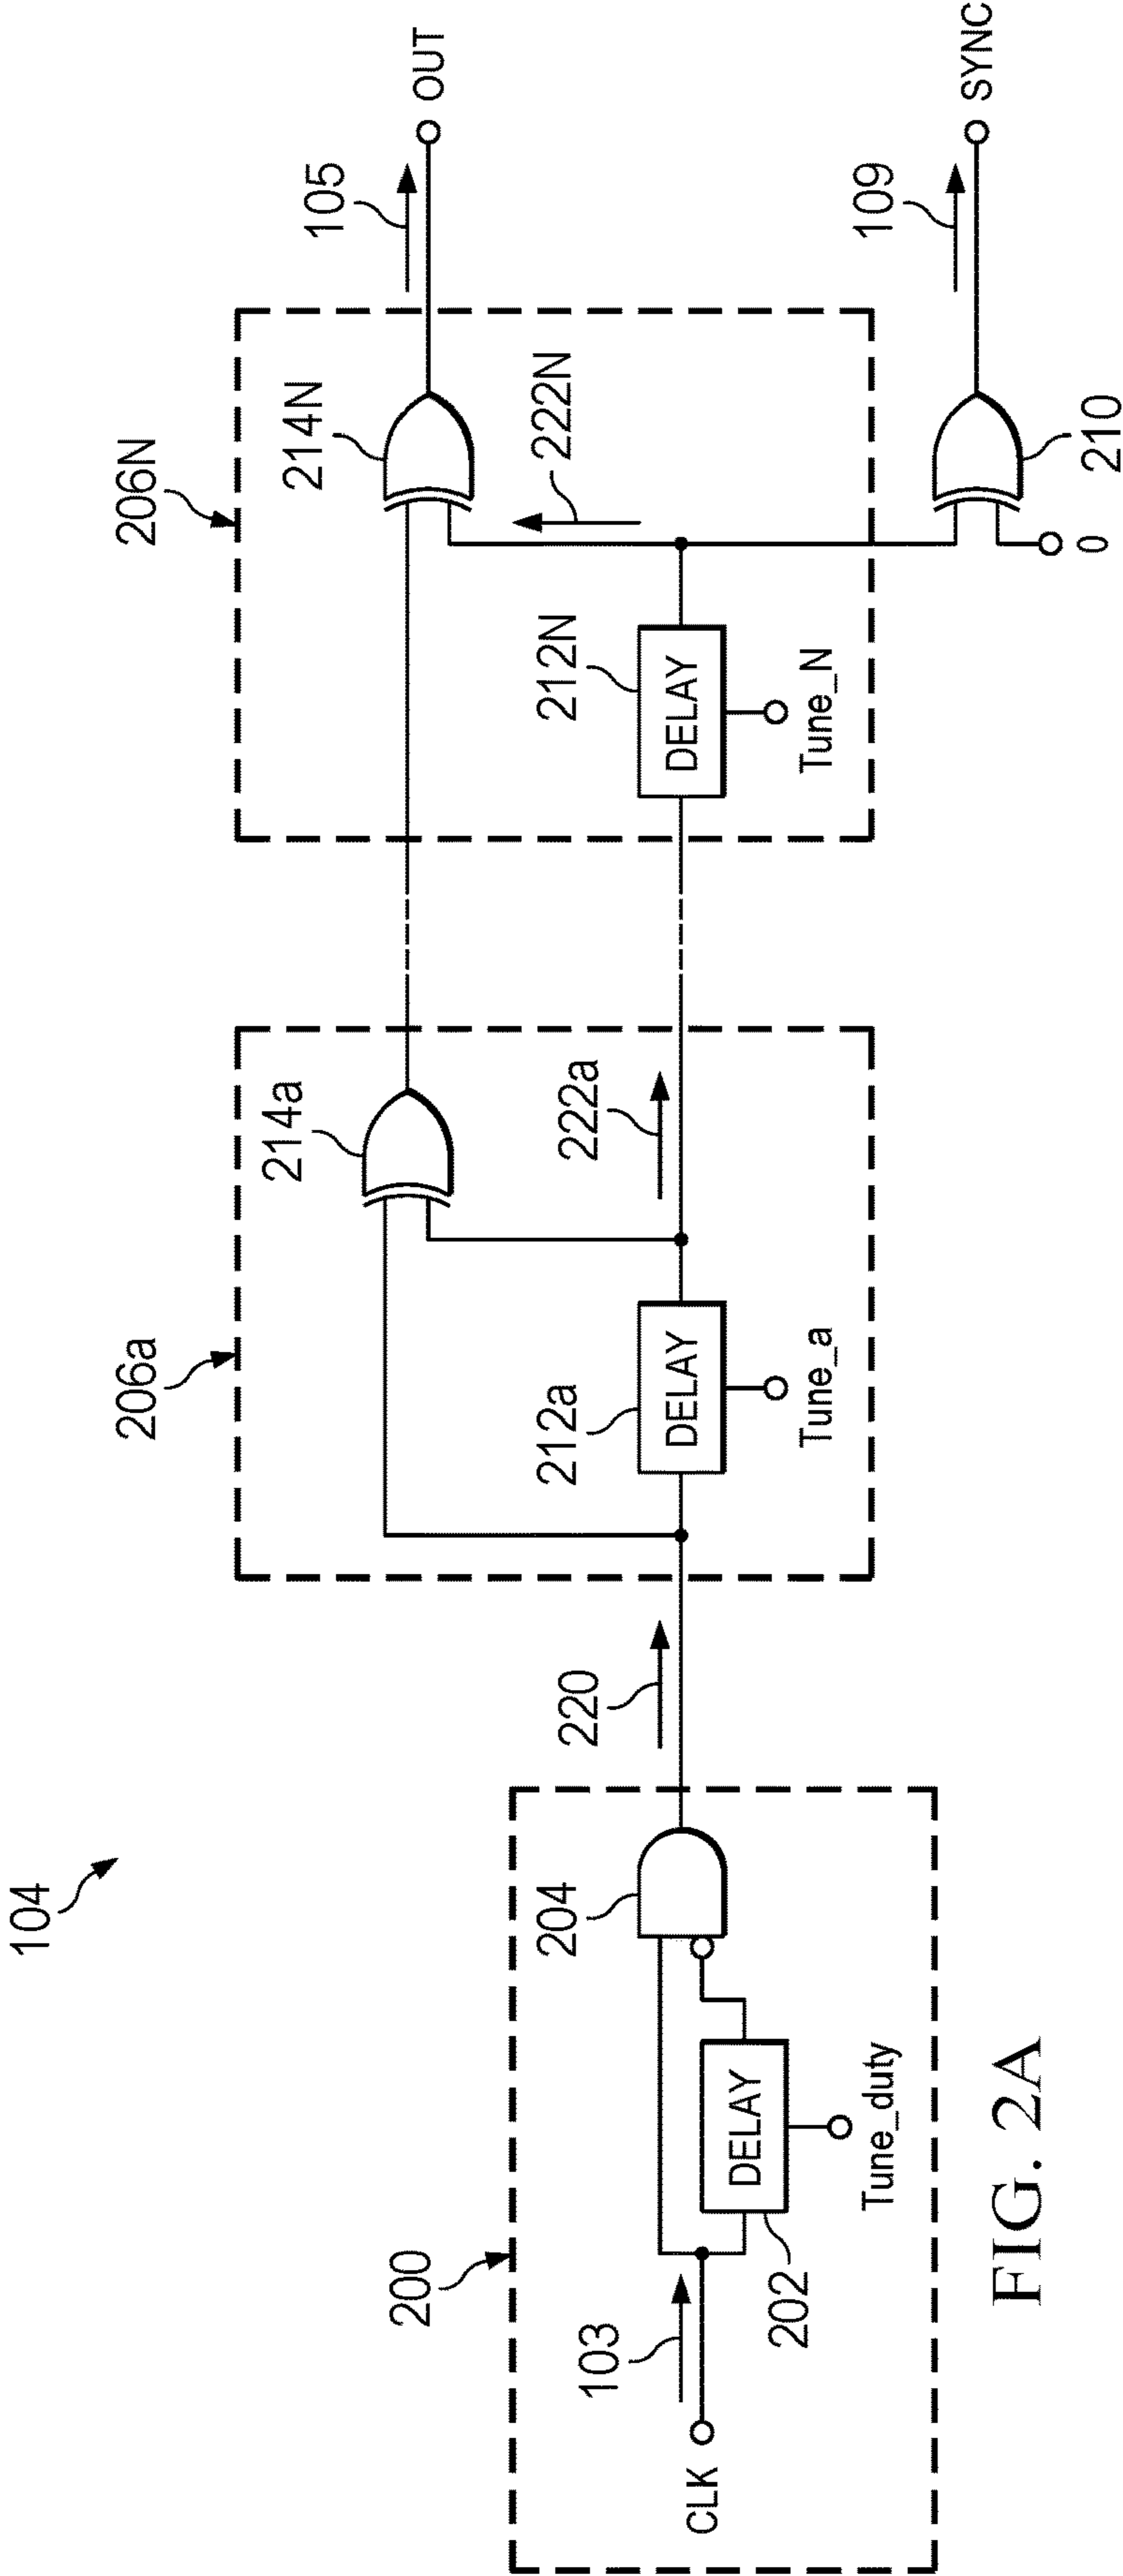 104
200
103
CLK
202
DELAY
Tune_duty
204
220
206a
212a
DELAY
Tune_a
214a
222a
206N
212N
DELAY
Tune_N
214N
222N
105
OUT
0
210
109
SYNC
FIG. 2A